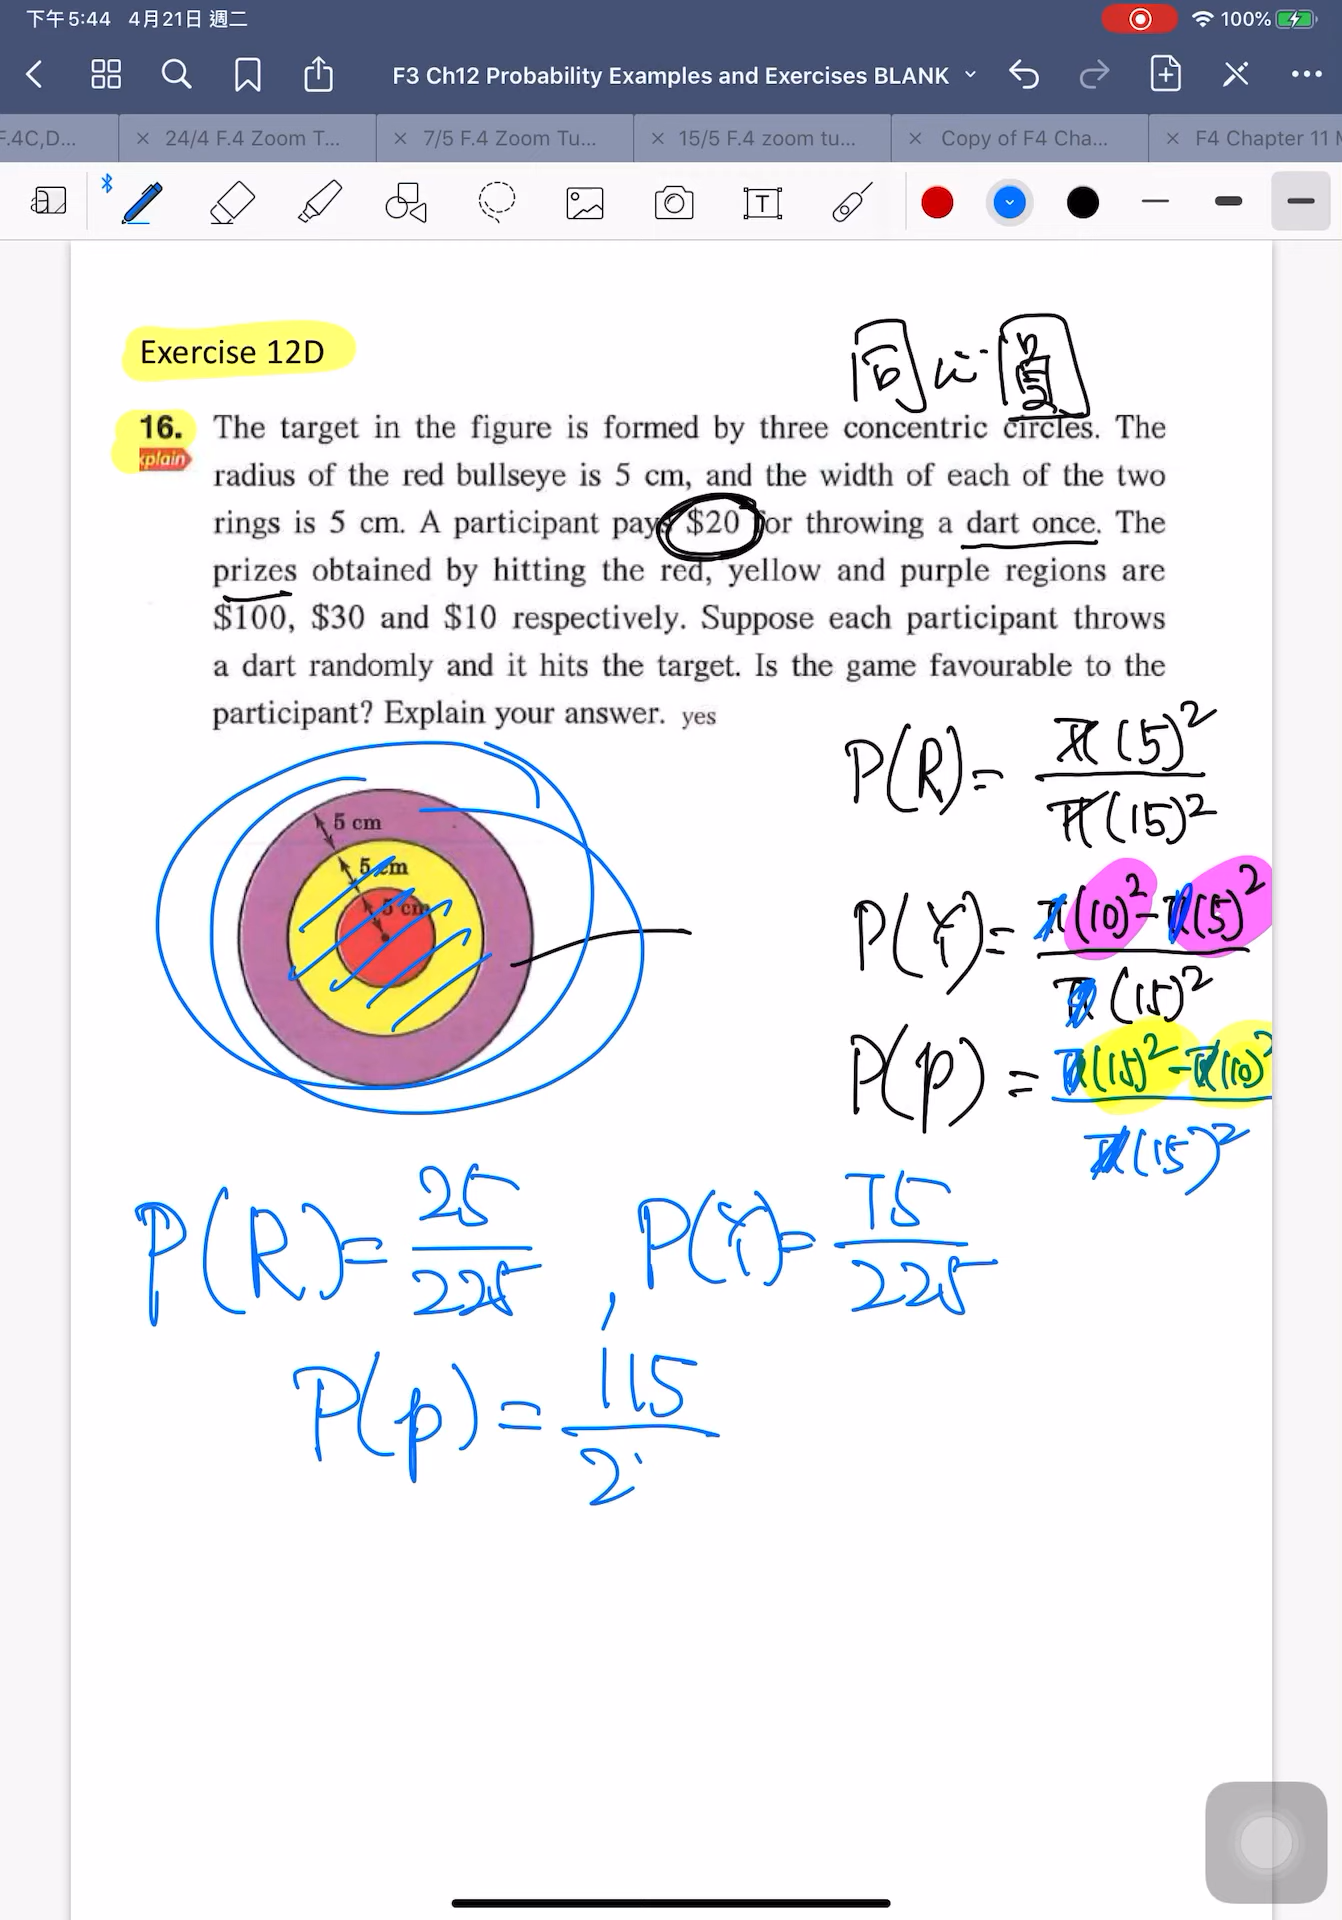 下午5:44 4月21日 週二
100%
F3 Ch12 Probability Examples and Exercises BLANK
F.4C,D... × 24/4 F.4 Zoom T... × 7/5 F.4 Zoom Tu... × 15/5 F.4 zoom tu... × Copy of F4 Cha... × F4 Chapter 11
Exercise 12D
同心圓
16. The target in the figure is formed by three concentric circles. The
xplain radius of the red bullseye is 5 cm, and the width of each of the two
rings is 5 cm. A participant pays $20 for throwing a dart once. The
prizes obtained by hitting the red, yellow and purple regions are
$100, $30 and $10 respectively. Suppose each participant throws
a dart randomly and it hits the target. Is the game favourable to the
participant? Explain your answer. yes
5 cm
5 cm
5 cm
P(R) = π(5)² / π(15)²
P(Y) = π(10)² - π(5)² / π(15)²
P(p) = π(15)² - π(10)² / π(15)²
P(R) = 25 / 225 , P(Y) = 75 / 225
P(p) = 115 / 2